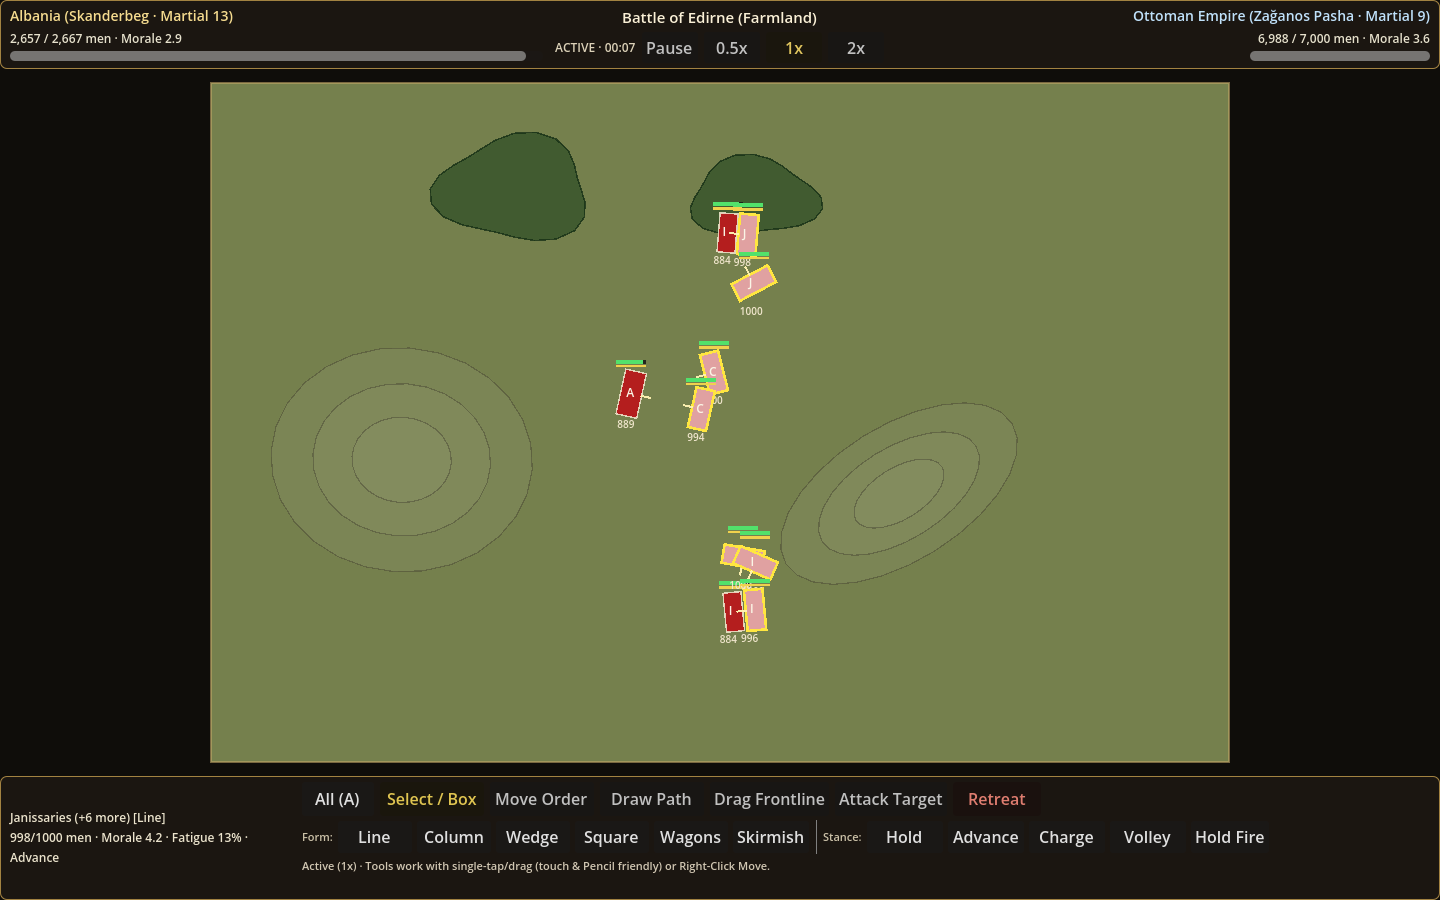 Albania (Skanderbeg · Martial 13)
2,657 / 2,667 men · Morale 2.9
Battle of Edirne (Farmland)
ACTIVE · 00:07 Pause 0.5x 1x 2x
Ottoman Empire (Zağanos Pasha · Martial 9)
6,988 / 7,000 men · Morale 3.6
I J
884 998
J
1000
C
A
C
889
994
I
I I
884 996
Janissaries (+6 more) [Line]
998/1000 men · Morale 4.2 · Fatigue 13% ·
Advance
All (A) Select / Box Move Order Draw Path Drag Frontline Attack Target Retreat
Form: Line Column Wedge Square Wagons Skirmish Stance: Hold Advance Charge Volley Hold Fire
Active (1x) · Tools work with single-tap/drag (touch & Pencil friendly) or Right-Click Move.